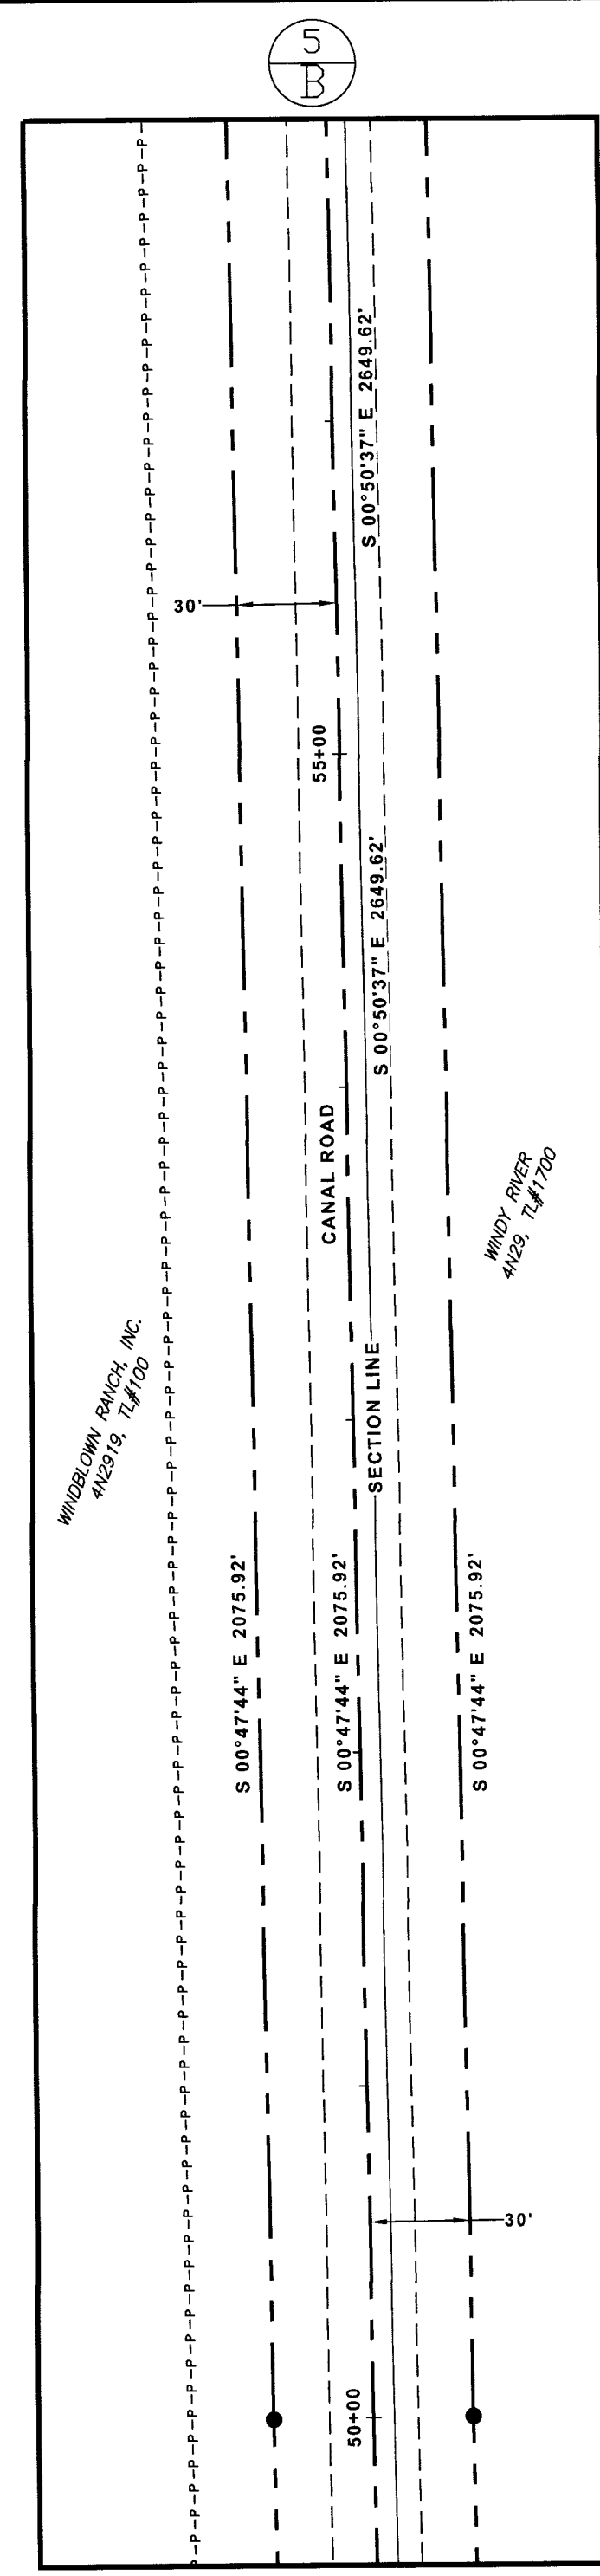 5
B
S 00°50'37" E 2649.62'
30'
55+00
S 00°50'37" E 2649.62'
CANAL ROAD
WINDY RIVER
4N29, TL#1700
WINDBLOWN RANCH, INC.
4N2919, TL#100
SECTION LINE
S 00°47'44" E 2075.92'
S 00°47'44" E 2075.92'
S 00°47'44" E 2075.92'
30'
50+00